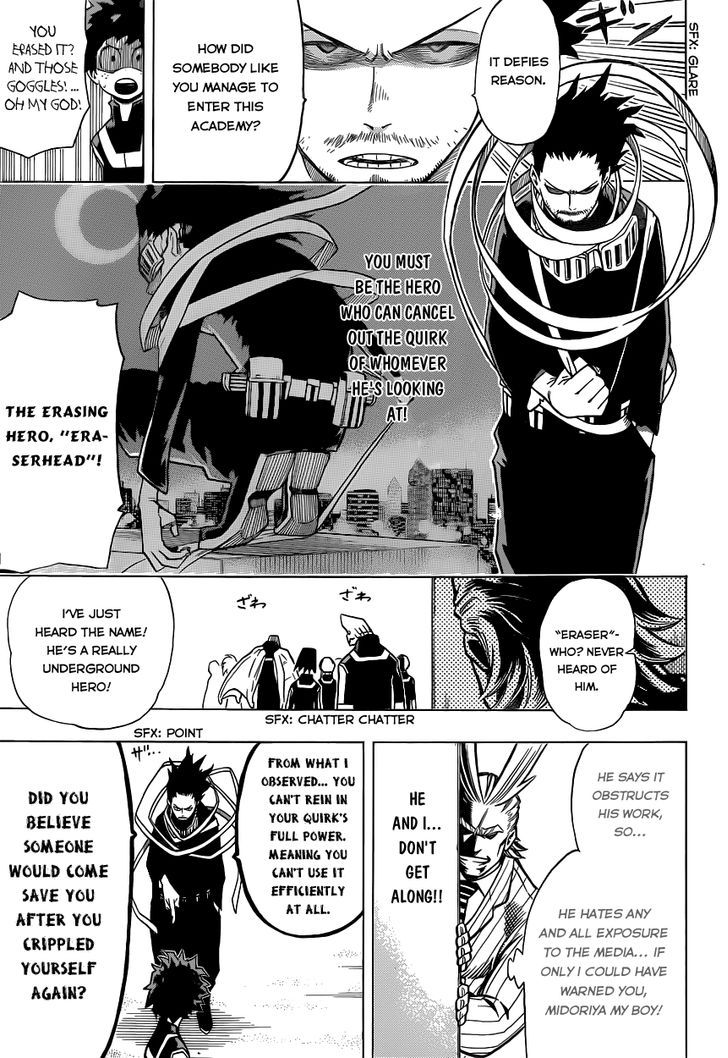 SFX: GLARE
IT DEFIES
REASON.
HOW DID
SOMEBODY LIKE
YOU MANAGE TO
ENTER THIS
ACADEMY?
YOU
ERASED IT?
AND THOSE
GOGGLES! ...
OH MY GOD!
YOU MUST
BE THE HERO
WHO CAN CANCEL
OUT THE QUIRK
OF WHOMEVER
HE'S LOOKING
AT!
THE ERASING
HERO, "ERA-
SERHEAD"!
"ERASER"-
WHO? NEVER
HEARD OF
HIM.
ざわ
ざわ
SFX: CHATTER CHATTER
I'VE JUST
HEARD THE NAME!
HE'S A REALLY
UNDERGROUND
HERO!
HE SAYS IT
OBSTRUCTS
HIS WORK,
SO...
HE HATES ANY
AND ALL EXPOSURE
TO THE MEDIA... IF
ONLY I COULD HAVE
WARNED YOU,
MIDORIYA MY BOY!
HE
AND I...
DON'T
GET
ALONG!!
SFX: POINT
FROM WHAT I
OBSERVED... YOU
CAN'T REIN IN
YOUR QUIRK'S
FULL POWER.
MEANING YOU
CAN'T USE IT
EFFICIENTLY
AT ALL.
DID YOU
BELIEVE
SOMEONE
WOULD COME
SAVE YOU
AFTER YOU
CRIPPLED
YOURSELF
AGAIN?